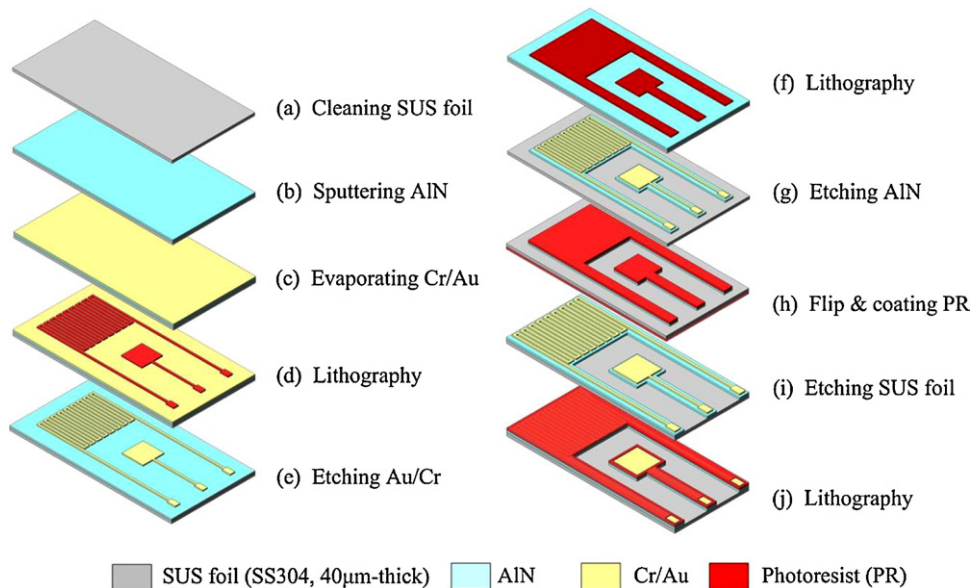 (a) Cleaning SUS foil
(b) Sputtering AlN
(c) Evaporating Cr/Au
(d) Lithography
(e) Etching Au/Cr
(f) Lithography
(g) Etching AlN
(h) Flip & coating PR
(i) Etching SUS foil
(j) Lithography
SUS foil (SS304, 40μm-thick) AlN Cr/Au Photoresist (PR)